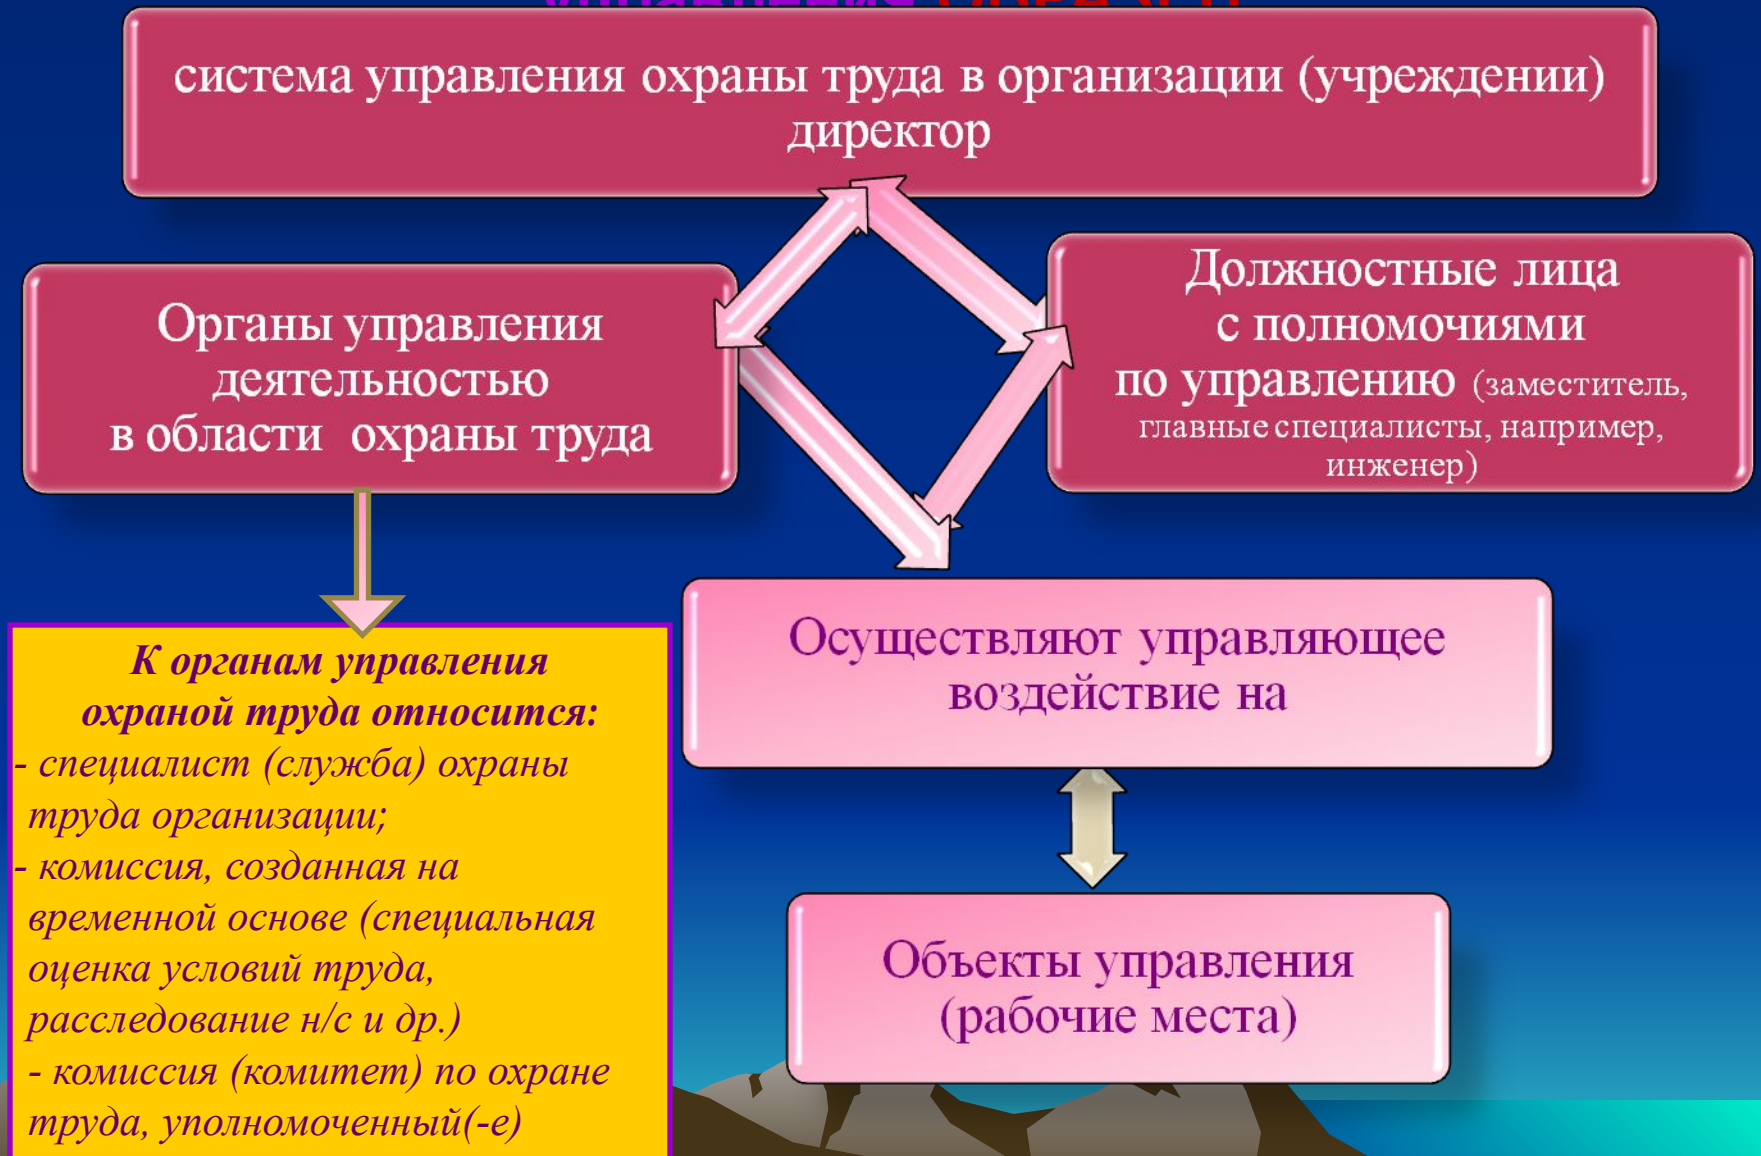 система управления охраны труда в организации (учреждении)
директор
Органы управления
деятельностью
в области охраны труда
Должностные лица
с полномочиями
по управлению (заместитель,
главные специалисты, например,
инженер)
Осуществляют управляющее
воздействие на
Объекты управления
(рабочие места)
К органам управления
охраной труда относится:
- специалист (служба) охраны
труда организации;
- комиссия, созданная на
временной основе (специальная
оценка условий труда,
расследование н/с и др.)
- комиссия (комитет) по охране
труда, уполномоченный(-е)